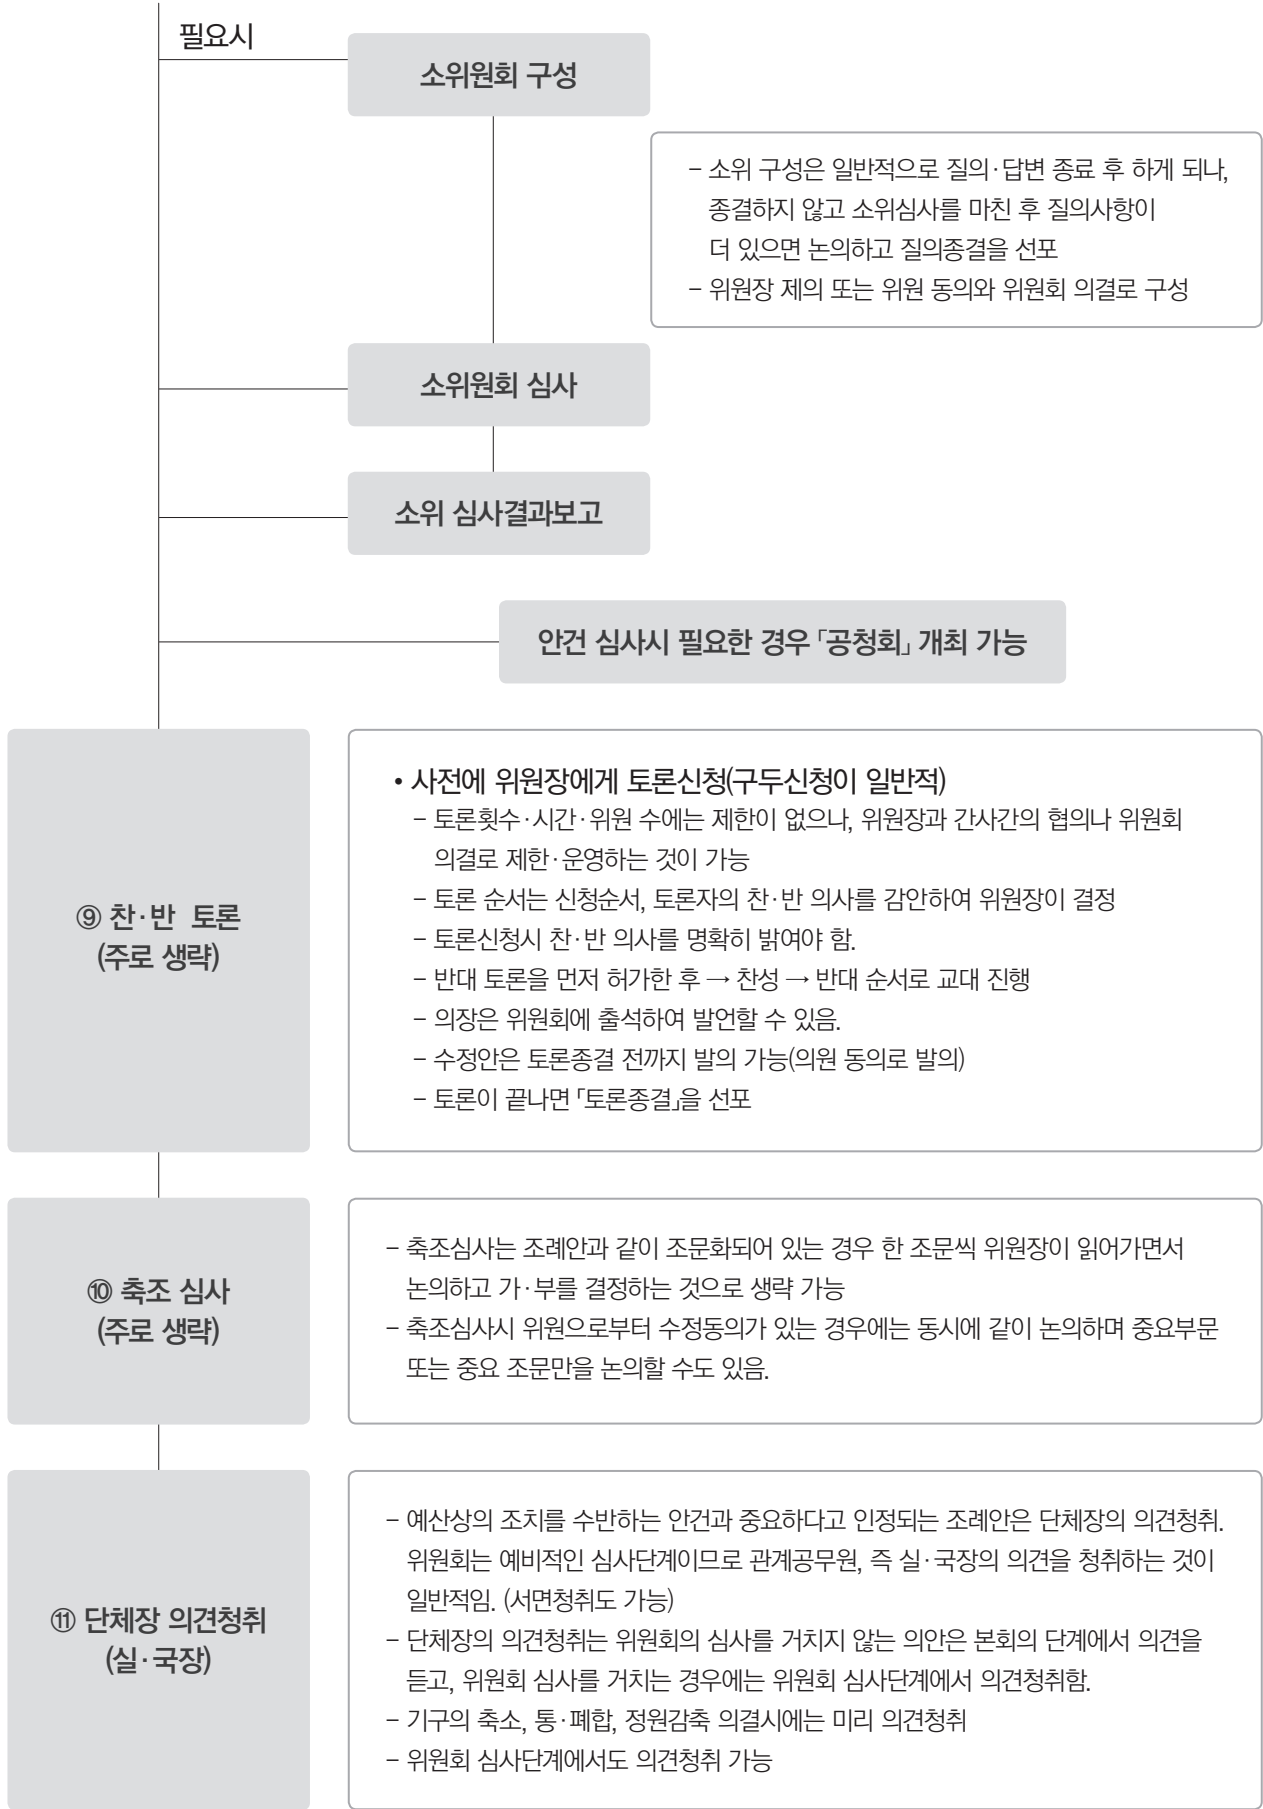 필요시
소위원회 구성
- 소위 구성은 일반적으로 질의·답변 종료 후 하게 되나,
종결하지 않고 소위심사를 마친 후 질의사항이
더 있으면 논의하고 질의종결을 선포
- 위원장 제의 또는 위원 동의와 위원회 의결로 구성
소위원회 심사
소위 심사결과보고
안건 심사시 필요한 경우 「공청회」 개최 가능
⑨ 찬·반 토론
(주로 생략)
• 사전에 위원장에게 토론신청(구두신청이 일반적)
- 토론횟수·시간·위원 수에는 제한이 없으나, 위원장과 간사간의 협의나 위원회
의결로 제한·운영하는 것이 가능
- 토론 순서는 신청순서, 토론자의 찬·반 의사를 감안하여 위원장이 결정
- 토론신청시 찬·반 의사를 명확히 밝여야 함.
- 반대 토론을 먼저 허가한 후 → 찬성 → 반대 순서로 교대 진행
- 의장은 위원회에 출석하여 발언할 수 있음.
- 수정안은 토론종결 전까지 발의 가능(의원 동의로 발의)
- 토론이 끝나면 「토론종결」을 선포
⑩ 축조 심사
(주로 생략)
- 축조심사는 조례안과 같이 조문화되어 있는 경우 한 조문씩 위원장이 읽어가면서
논의하고 가·부를 결정하는 것으로 생략 가능
- 축조심사시 위원으로부터 수정동의가 있는 경우에는 동시에 같이 논의하며 중요부문
또는 중요 조문만을 논의할 수도 있음.
⑪ 단체장 의견청취
(실·국장)
- 예산상의 조치를 수반하는 안건과 중요하다고 인정되는 조례안은 단체장의 의견청취.
위원회는 예비적인 심사단계이므로 관계공무원, 즉 실·국장의 의견을 청취하는 것이
일반적임. (서면청취도 가능)
- 단체장의 의견청취는 위원회의 심사를 거치지 않는 의안은 본회의 단계에서 의견을
듣고, 위원회 심사를 거치는 경우에는 위원회 심사단계에서 의견청취함.
- 기구의 축소, 통·폐합, 정원감축 의결시에는 미리 의견청취
- 위원회 심사단계에서도 의견청취 가능